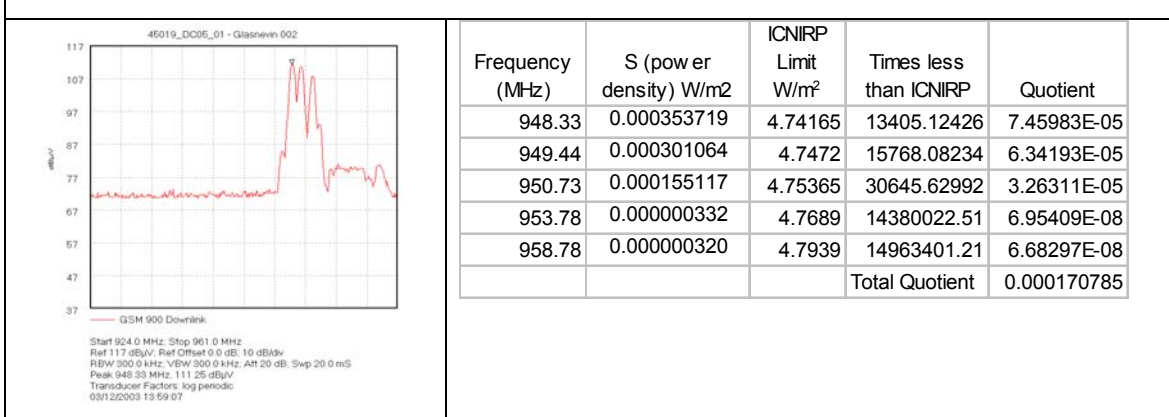 45019_DC05_01 - Glasnevin 002
117
107
97
87
77
67
57
47
37
dBµV
GSM 900 Downlink
Start 924.0 MHz; Stop 961.0 MHz
Ref 117 dBµV; Ref Offset 0.0 dB; 10 dB/div
RBW 300.0 kHz; VBW 300.0 kHz; Att 20 dB; Swp 20.0 mS
Peak 948.33 MHz, 111.25 dBµV
Transducer Factors: log periodic
03/12/2003 13:59:07
Frequency (MHz) S (pow er density) W/m2 ICNIRP Limit W/m² Times less than ICNIRP Quotient
948.33 0.000353719 4.74165 13405.12426 7.45983E-05
949.44 0.000301064 4.7472 15768.08234 6.34193E-05
950.73 0.000155117 4.75365 30645.62992 3.26311E-05
953.78 0.000000332 4.7689 14380022.51 6.95409E-08
958.78 0.000000320 4.7939 14963401.21 6.68297E-08
Total Quotient 0.000170785